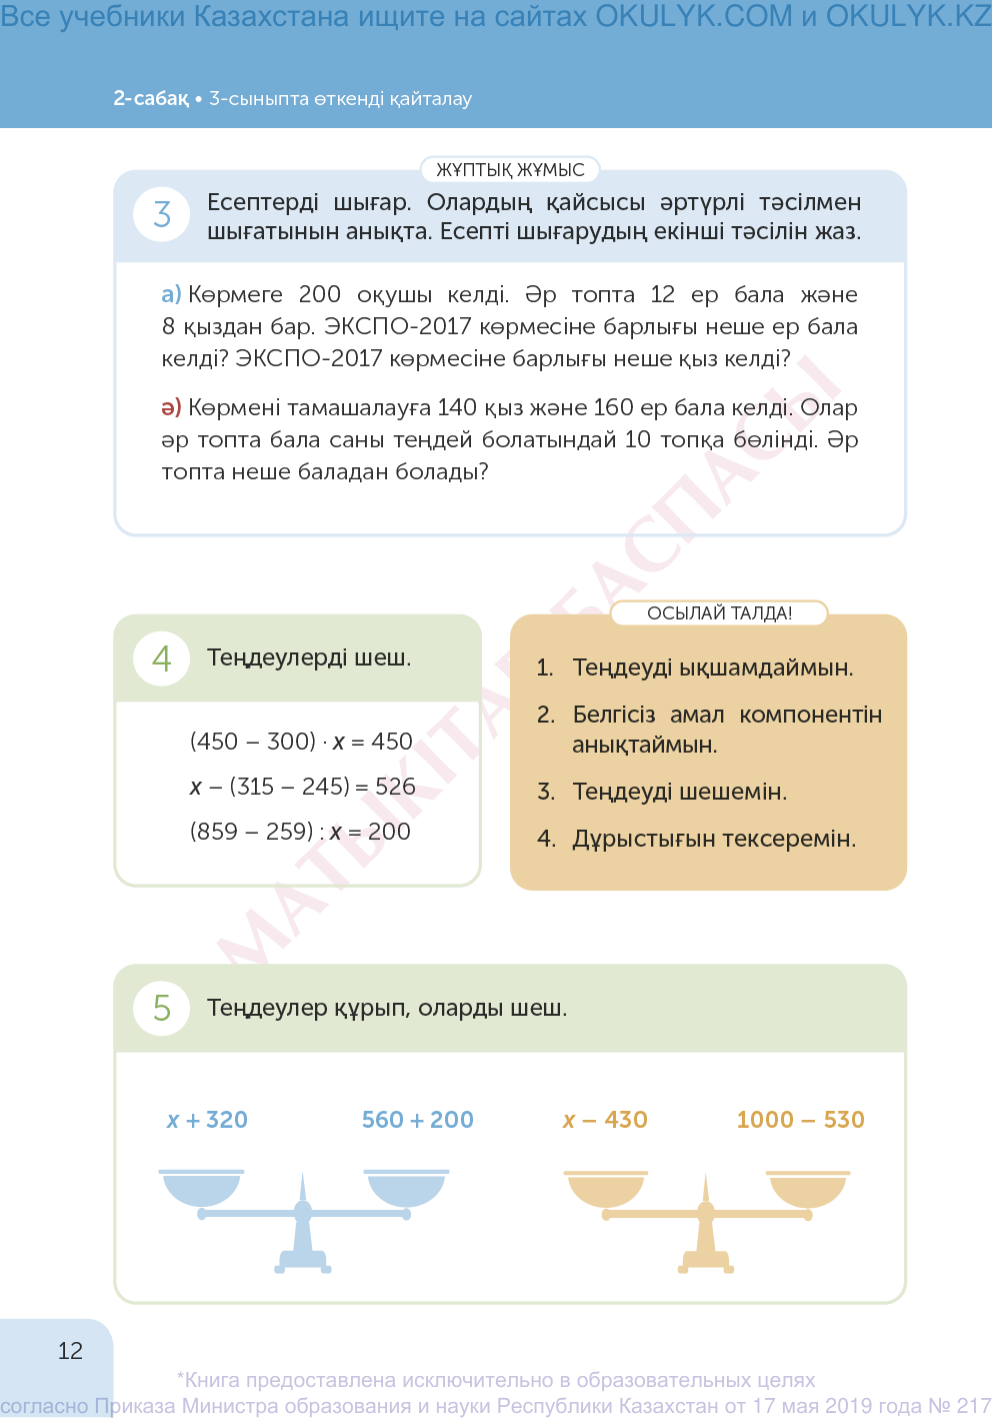 Все учебники Казахстана ищите на сайтах OKULYK.COM и OKULYK.KZ
2-сабақ • 3-сыныпта өткенді қайталау
ЖҰПТЫҚ ЖҰМЫС
3
Есептерді шығар. Олардың қайсысы әртүрлі тәсілмен
шығатынын анықта. Есепті шығарудың екінші тәсілін жаз.
а) Көрмеге 200 оқушы келді. Әр топта 12 ер бала және
8 қыздан бар. ЭКСПО-2017 көрмесіне барлығы неше ер бала
келді? ЭКСПО-2017 көрмесіне барлығы неше қыз келді?
ә) Көрмені тамашалауға 140 қыз және 160 ер бала келді. Олар
әр топта бала саны теңдей болатындай 10 топқа бөлінді. Әр
топта неше баладан болады?
4
Теңдеулерді шеш.
(450 – 300) · x = 450
x – (315 – 245) = 526
(859 – 259) : x = 200
ОСЫЛАЙ ТАЛДА!
1. Теңдеуді ықшамдаймын.
2. Белгісіз амал компонентін
анықтаймын.
3. Теңдеуді шешемін.
4. Дұрыстығын тексеремін.
5
Теңдеулер құрып, оларды шеш.
x + 320 560 + 200 x – 430 1000 – 530
12
*Книга предоставлена исключительно в образовательных целях
согласно Приказа Министра образования и науки Республики Казахстан от 17 мая 2019 года № 217